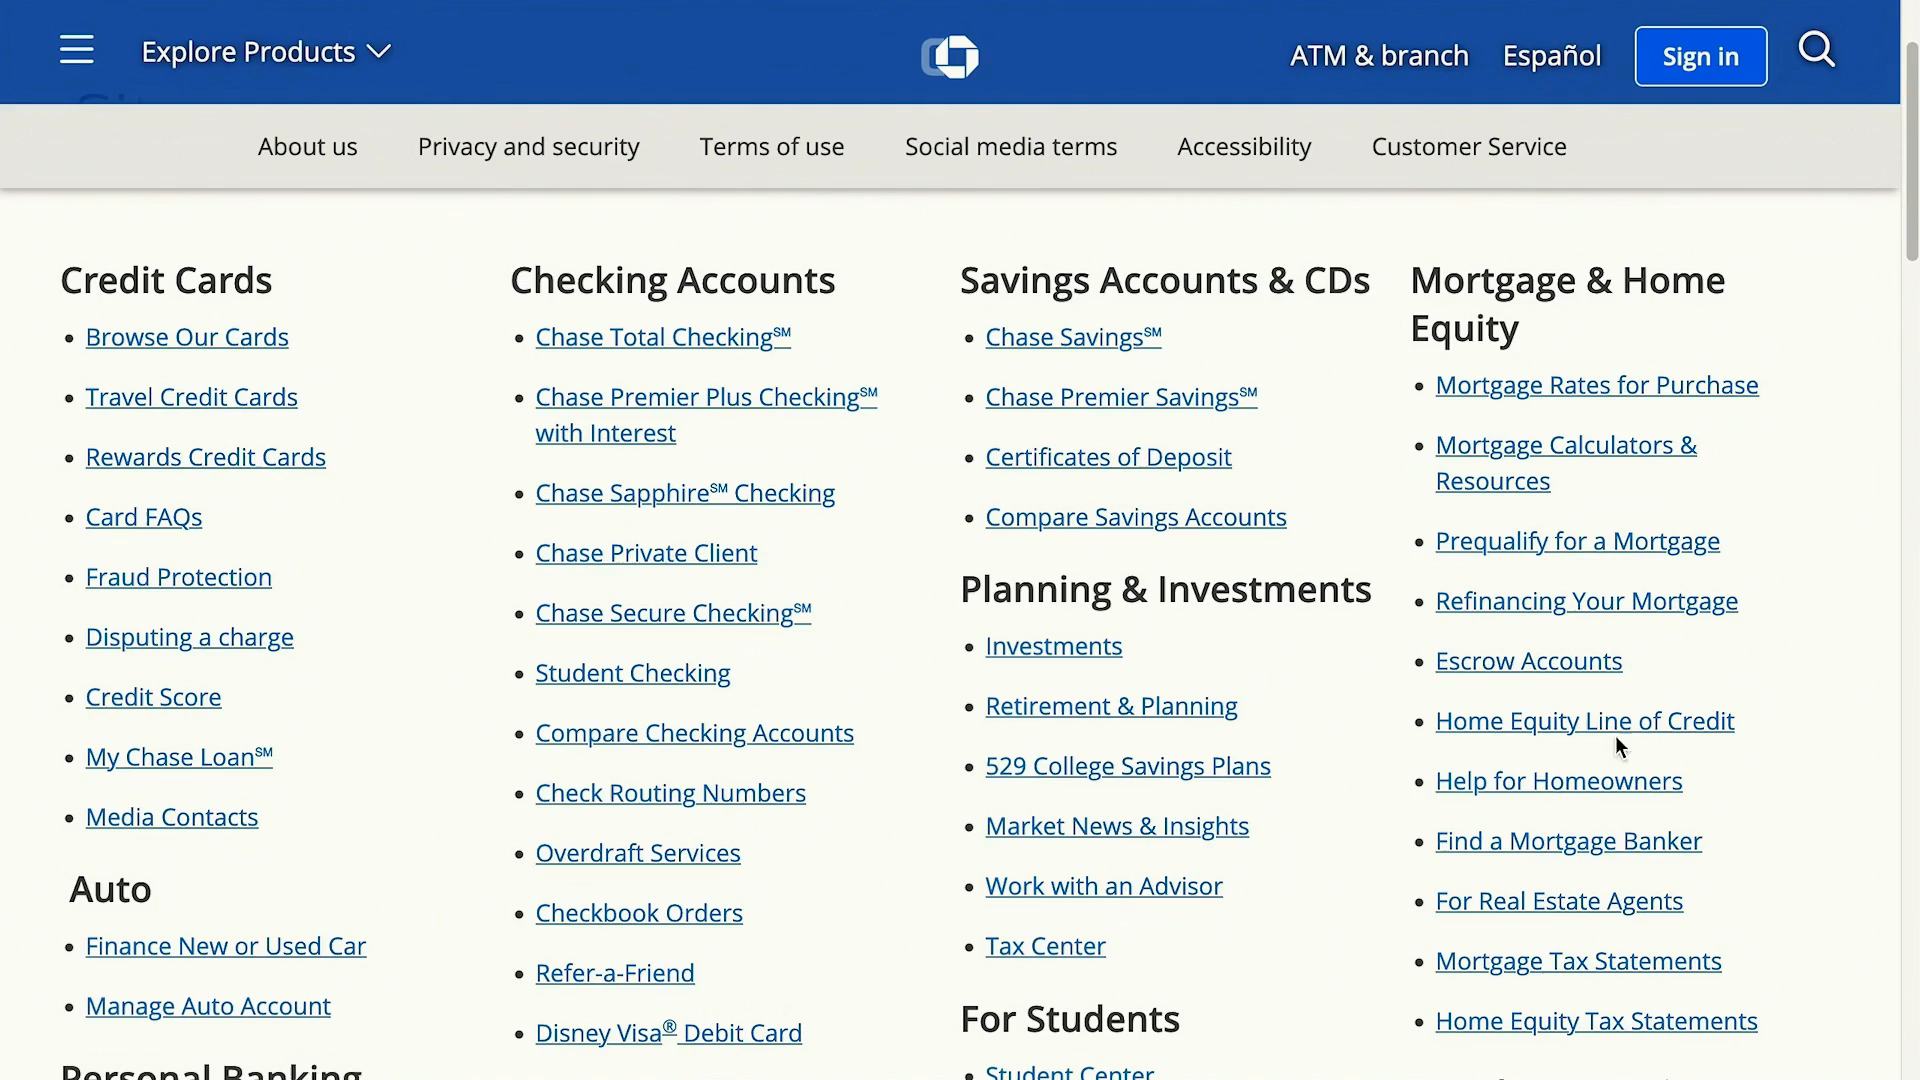 Explore Products
ATM & branch
Español
Sign in
About us
Privacy and security
Terms of use
Social media terms
Accessibility
Customer Service
Credit Cards
Browse Our Cards
Travel Credit Cards
Rewards Credit Cards
Card FAQs
Fraud Protection
Disputing a charge
Credit Score
My Chase Loan℠
Media Contacts
Auto
Finance New or Used Car
Manage Auto Account
Personal Banking
Checking Accounts
Chase Total Checking℠
Chase Premier Plus Checking℠
with Interest
Chase Sapphire℠ Checking
Chase Private Client
Chase Secure Checking℠
Student Checking
Compare Checking Accounts
Check Routing Numbers
Overdraft Services
Checkbook Orders
Refer-a-Friend
Disney Visa® Debit Card
Savings Accounts & CDs
Chase Savings℠
Chase Premier Savings℠
Certificates of Deposit
Compare Savings Accounts
Planning & Investments
Investments
Retirement & Planning
529 College Savings Plans
Market News & Insights
Work with an Advisor
Tax Center
For Students
Student Center
Mortgage & Home
Equity
Mortgage Rates for Purchase
Mortgage Calculators &
Resources
Prequalify for a Mortgage
Refinancing Your Mortgage
Escrow Accounts
Home Equity Line of Credit
Help for Homeowners
Find a Mortgage Banker
For Real Estate Agents
Mortgage Tax Statements
Home Equity Tax Statements